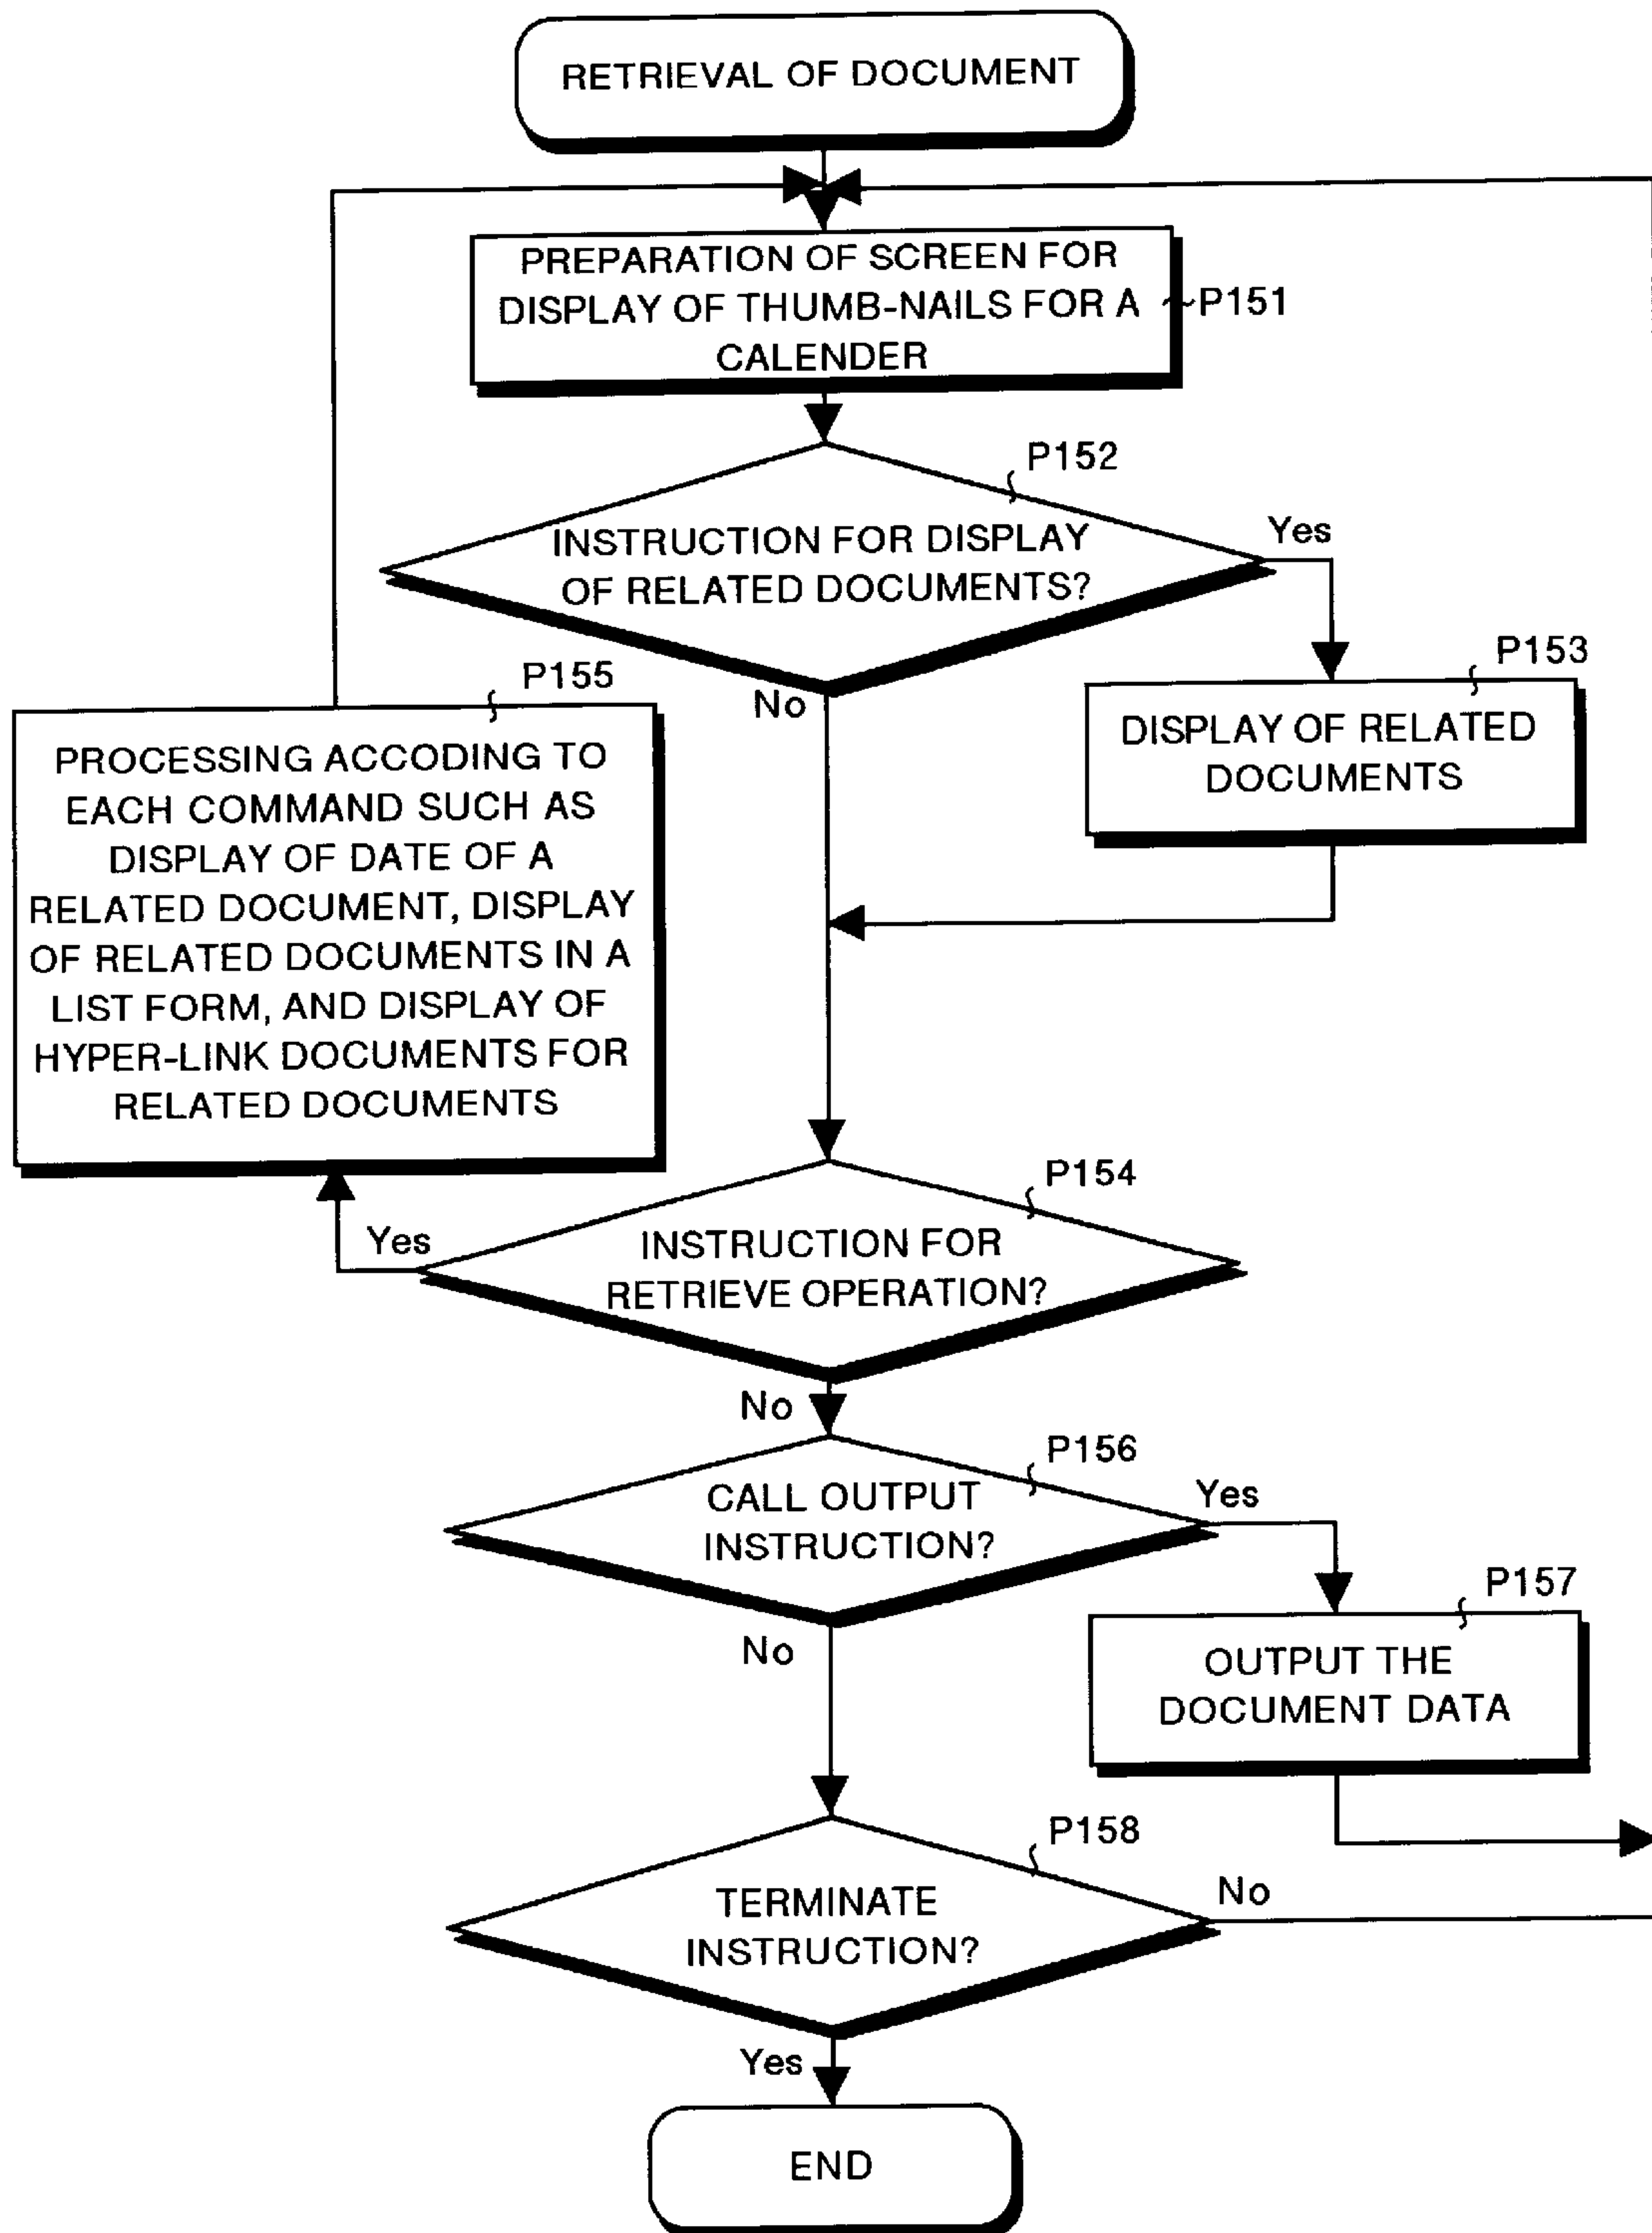 RETRIEVAL OF DOCUMENT
PREPARATION OF SCREEN FOR
DISPLAY OF THUMB-NAILS FOR A
CALENDER
P151
P152
INSTRUCTION FOR DISPLAY
OF RELATED DOCUMENTS?
Yes
No
P153
DISPLAY OF RELATED
DOCUMENTS
P155
PROCESSING ACCODING TO
EACH COMMAND SUCH AS
DISPLAY OF DATE OF A
RELATED DOCUMENT, DISPLAY
OF RELATED DOCUMENTS IN A
LIST FORM, AND DISPLAY OF
HYPER-LINK DOCUMENTS FOR
RELATED DOCUMENTS
P154
Yes
INSTRUCTION FOR
RETRIEVE OPERATION?
No
P156
CALL OUTPUT
INSTRUCTION?
Yes
No
P157
OUTPUT THE
DOCUMENT DATA
P158
TERMINATE
INSTRUCTION?
No
Yes
END